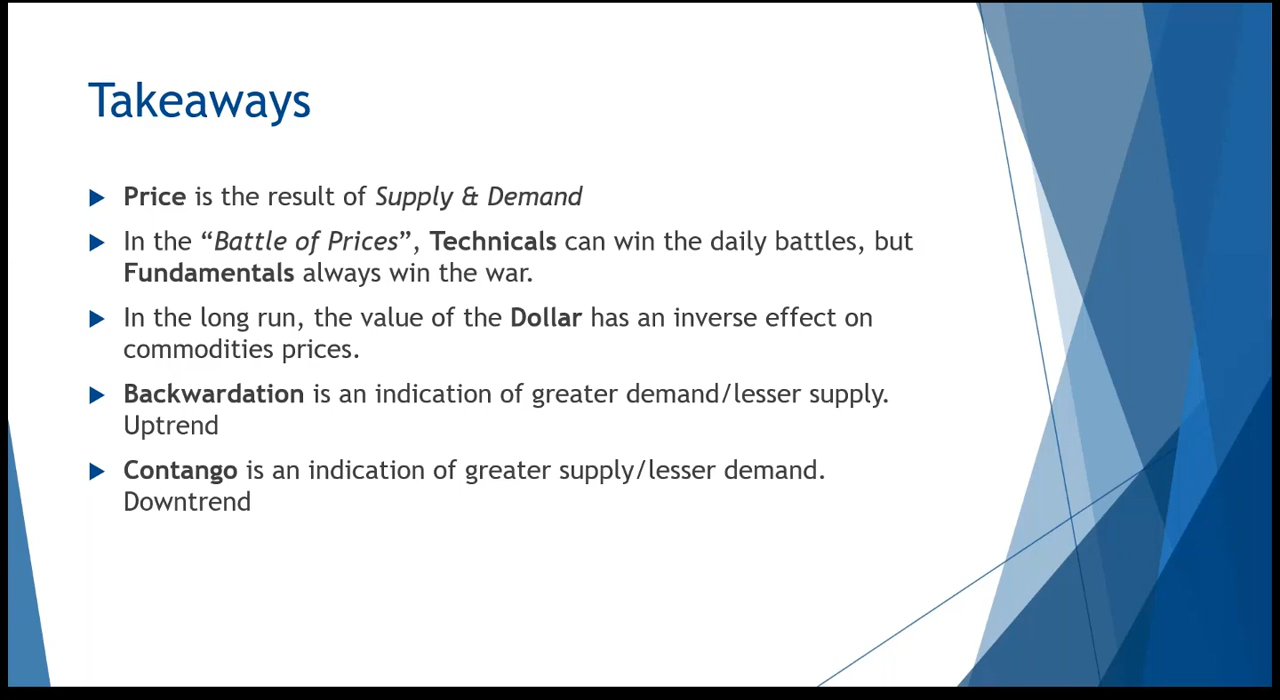 Takeaways
Price is the result of Supply & Demand
In the “Battle of Prices”, Technicals can win the daily battles, but
Fundamentals always win the war.
In the long run, the value of the Dollar has an inverse effect on
commodities prices.
Backwardation is an indication of greater demand/lesser supply.
Uptrend
Contango is an indication of greater supply/lesser demand.
Downtrend